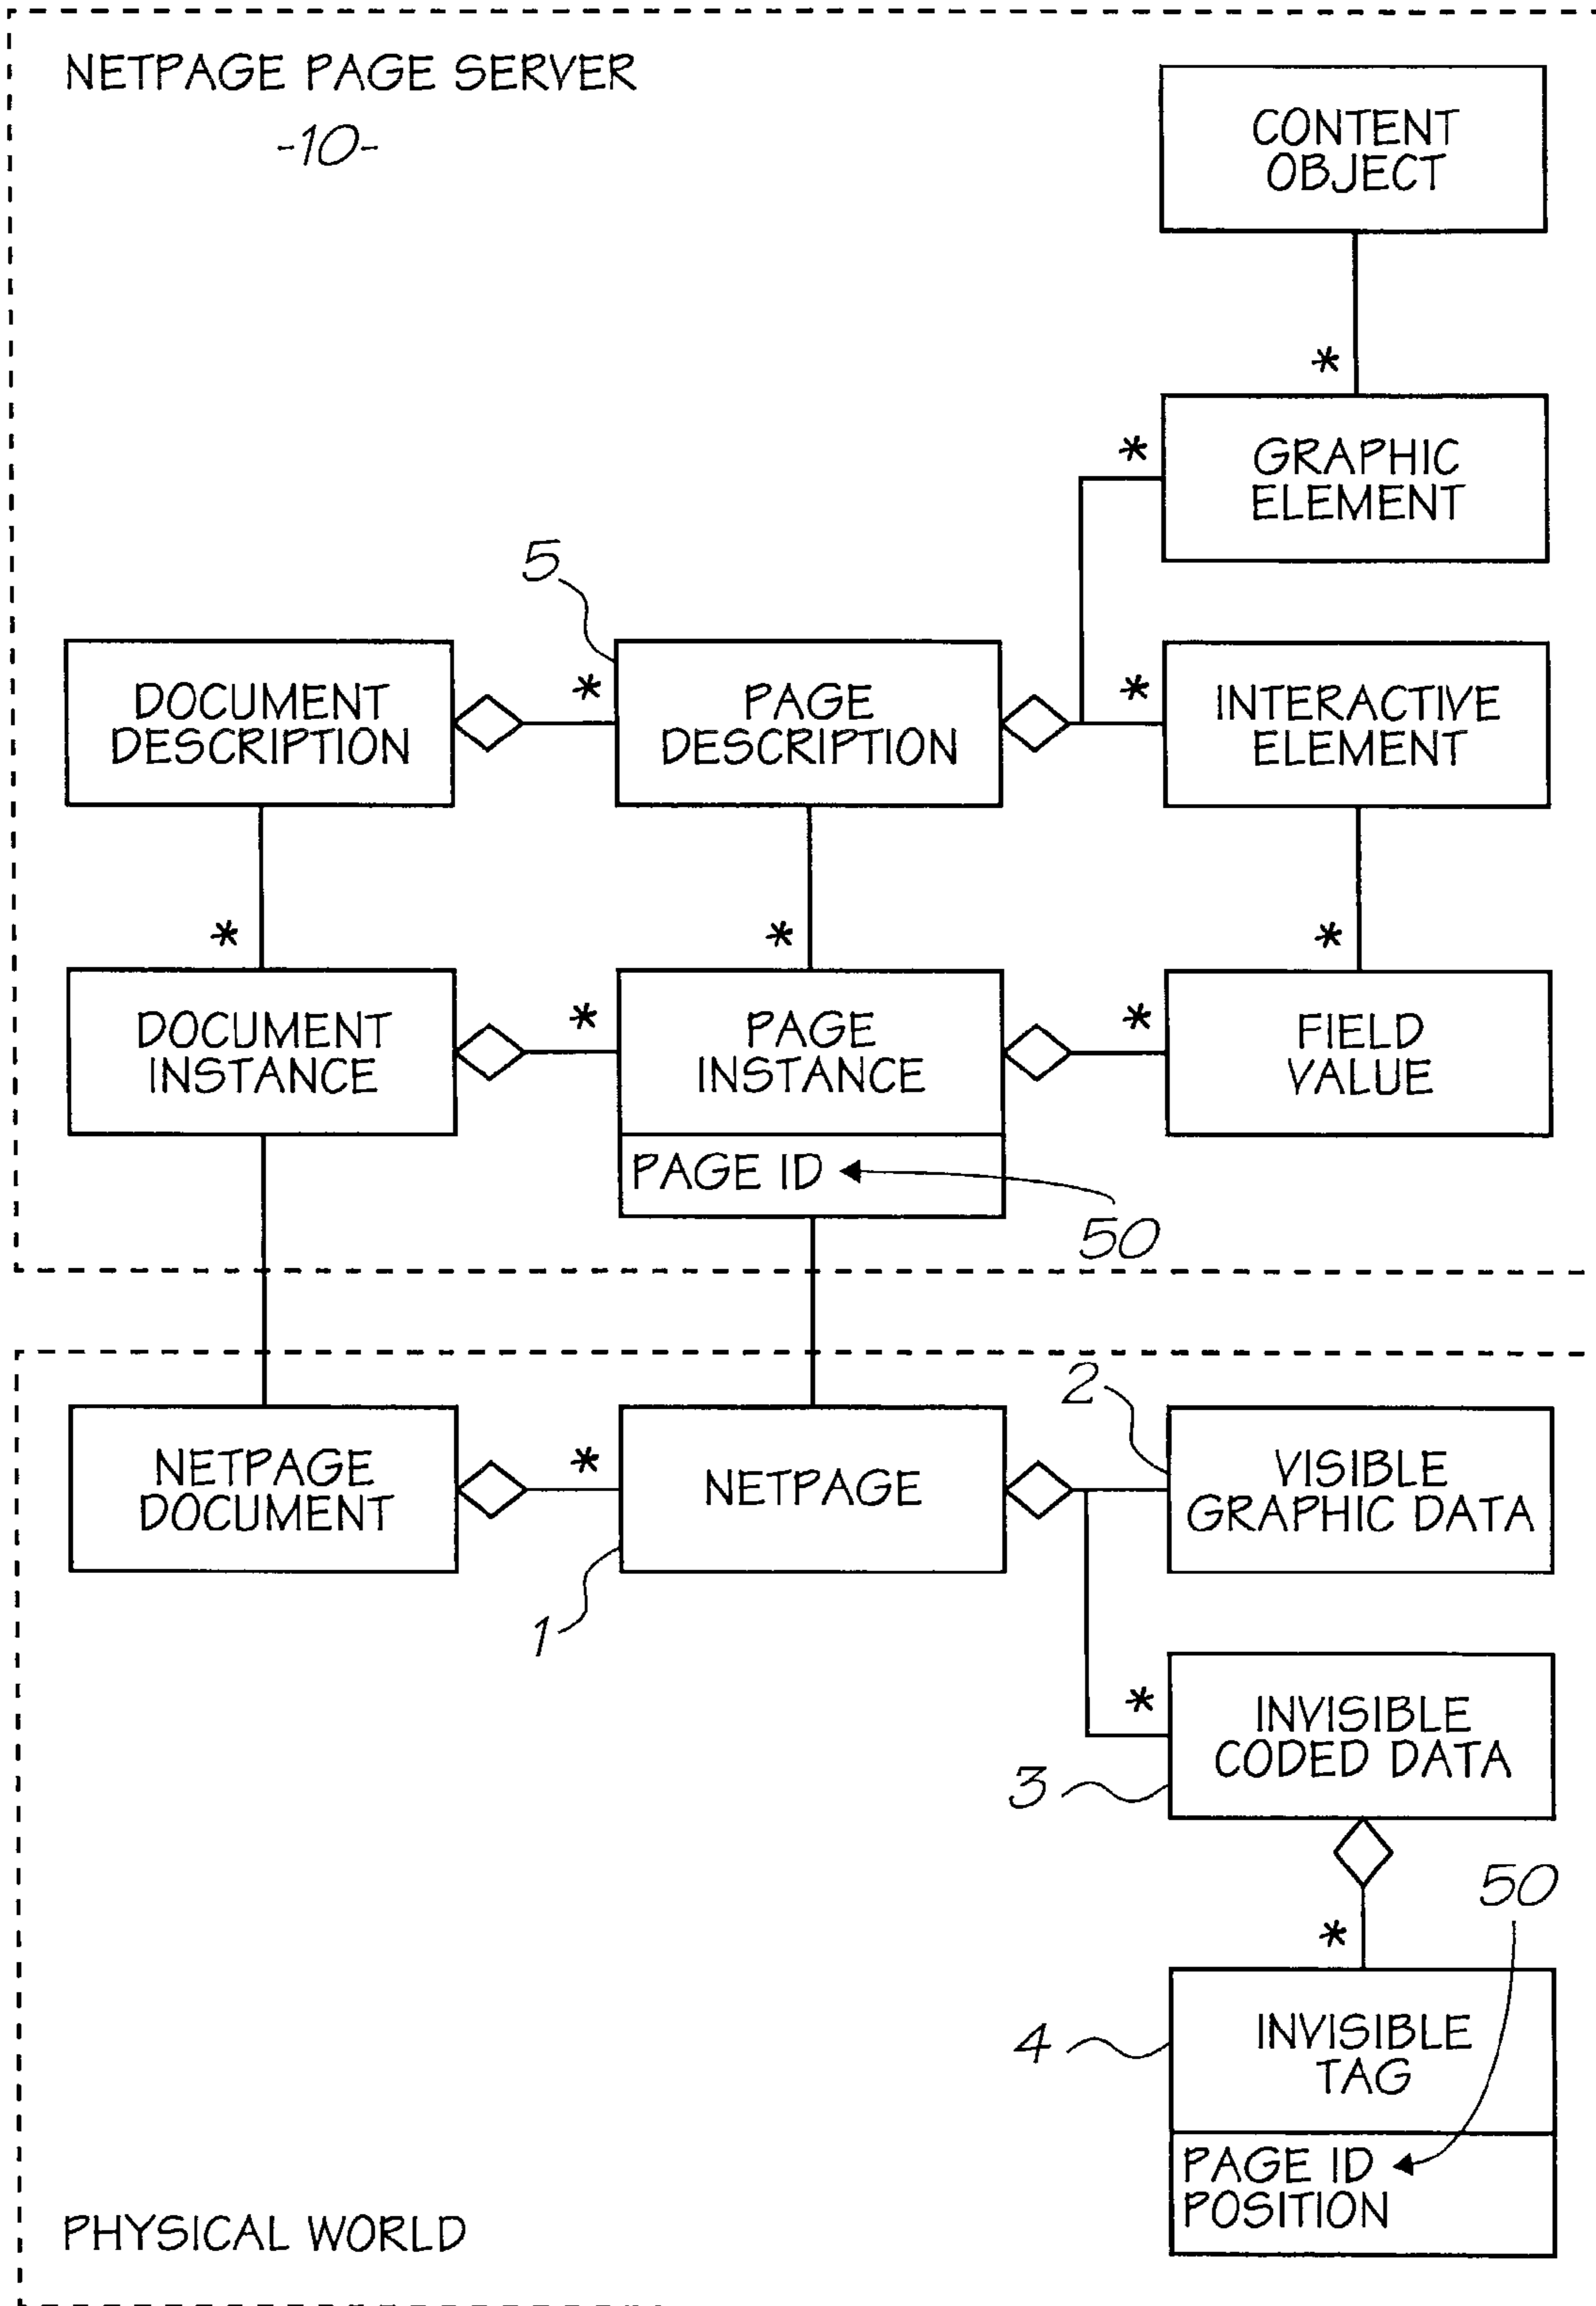 NETPAGE PAGE SERVER
-10-
CONTENT
OBJECT
*
*
GRAPHIC
ELEMENT
5
DOCUMENT
DESCRIPTION
*
PAGE
DESCRIPTION
*
INTERACTIVE
ELEMENT
*
*
*
DOCUMENT
INSTANCE
*
PAGE
INSTANCE
*
FIELD
VALUE
PAGE ID
50
2
NETPAGE
DOCUMENT
*
NETPAGE
VISIBLE
GRAPHIC DATA
1
*
INVISIBLE
CODED DATA
3
50
*
4
INVISIBLE
TAG
PAGE ID
POSITION
PHYSICAL WORLD